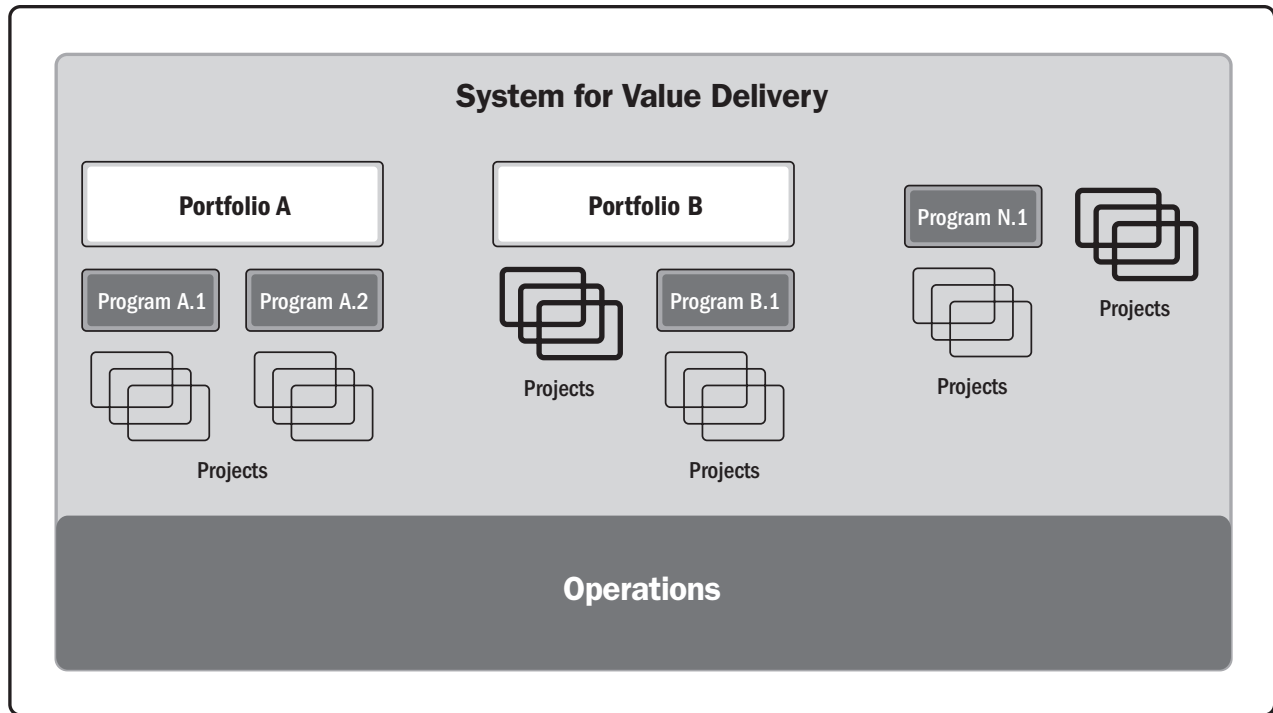 System for Value Delivery
Portfolio A
Portfolio B
Program N.1
Projects
Program A.1
Program A.2
Program B.1
Projects
Projects
Projects
Projects
Operations